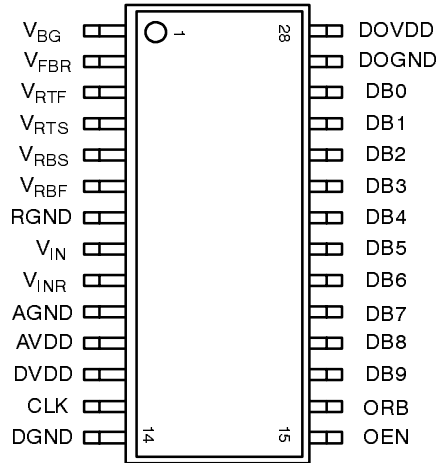 VBG 1 28 DOVDD
VFBR DOGND
VRTF DB0
VRTS DB1
VRBS DB2
VRBF DB3
RGND DB4
VIN DB5
VINR DB6
AGND DB7
AVDD DB8
DVDD DB9
CLK ORB
DGND 14 15 OEN